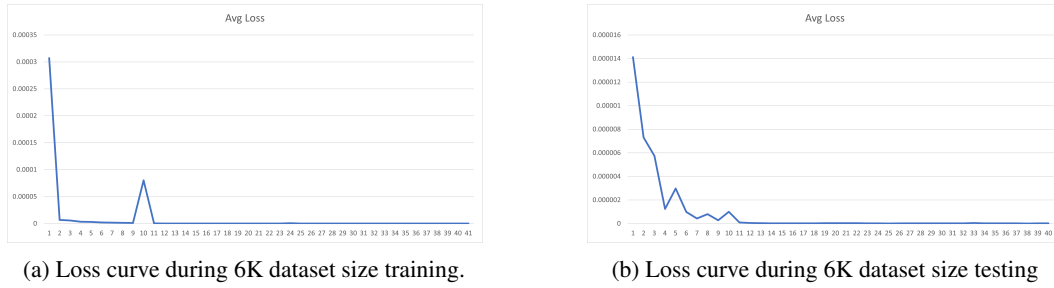 Avg Loss
0.00035
0.0003
0.00025
0.0002
0.00015
0.0001
0.00005
0
1 2 3 4 5 6 7 8 9 10 11 12 13 14 15 16 17 18 19 20 21 22 23 24 25 26 27 28 29 30 31 32 33 34 35 36 37 38 39 40 41
(a) Loss curve during 6K dataset size training.
Avg Loss
0.000016
0.000014
0.000012
0.00001
0.000008
0.000006
0.000004
0.000002
0
1 2 3 4 5 6 7 8 9 10 11 12 13 14 15 16 17 18 19 20 21 22 23 24 25 26 27 28 29 30 31 32 33 34 35 36 37 38 39 40
(b) Loss curve during 6K dataset size testing